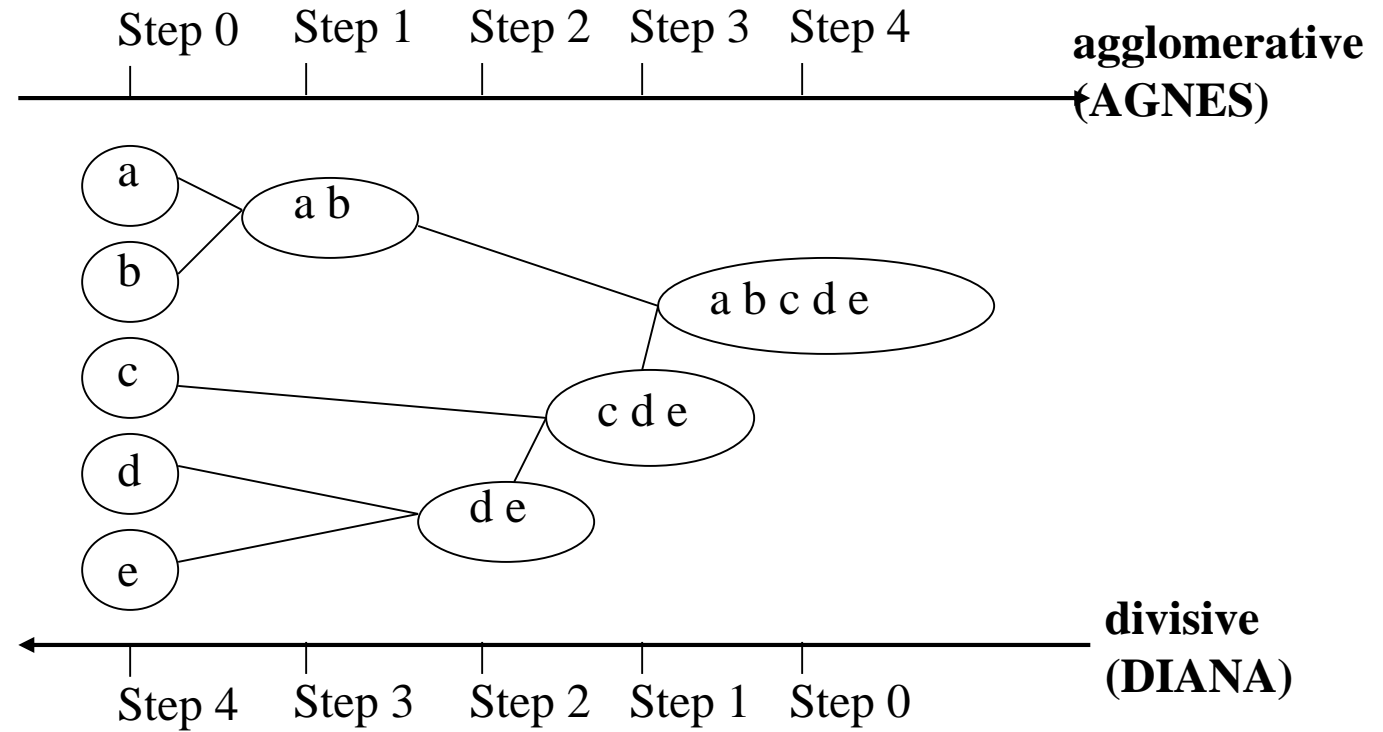 Step 0 Step 1 Step 2 Step 3 Step 4
agglomerative
(AGNES)
a
a b
b
a b c d e
c
c d e
d
d e
e
divisive
(DIANA)
Step 4 Step 3 Step 2 Step 1 Step 0